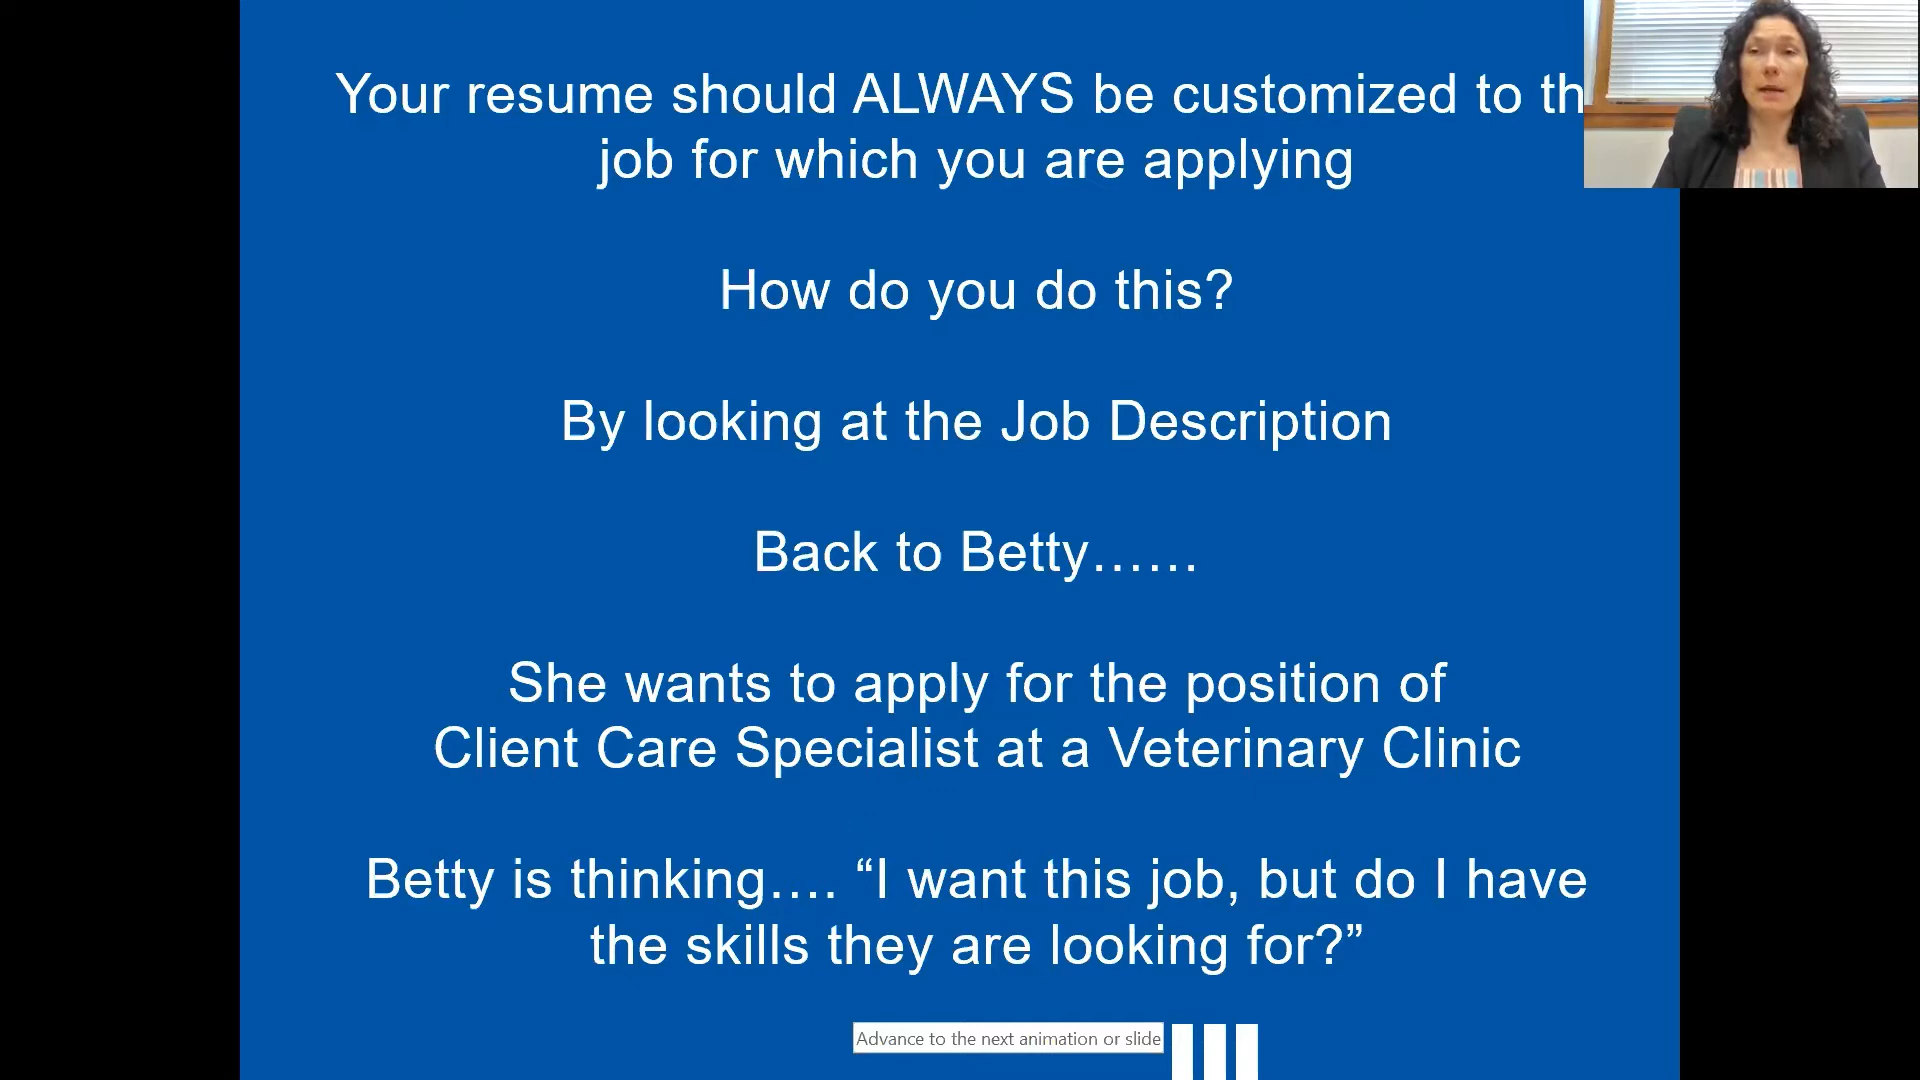 Your resume should ALWAYS be customized to th
job for which you are applying
How do you do this?
By looking at the Job Description
Back to Betty......
She wants to apply for the position of
Client Care Specialist at a Veterinary Clinic
Betty is thinking.... “I want this job, but do I have
the skills they are looking for?”
Advance to the next animation or slide